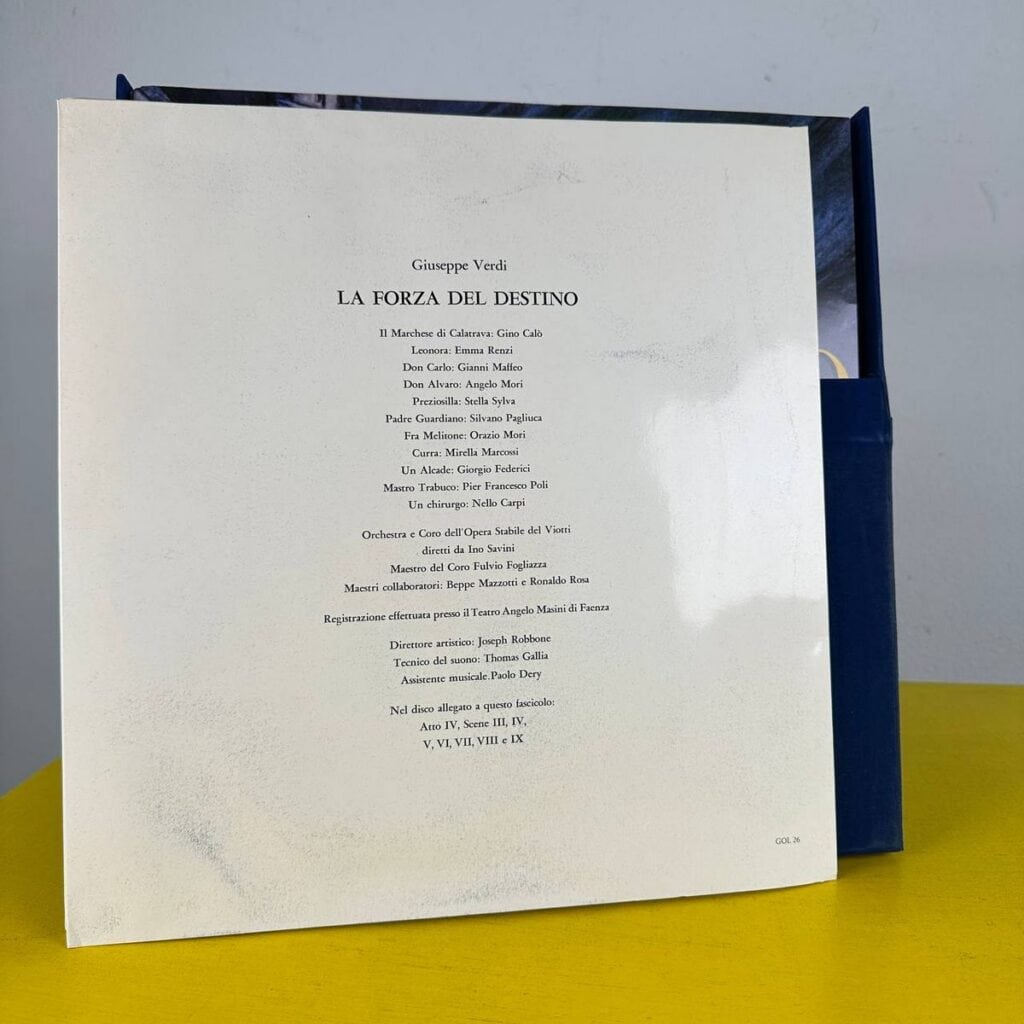 Giuseppe Verdi
LA FORZA DEL DESTINO
Il Marchese di Calatrava: Gino Calò
Leonora: Emma Renzi
Don Carlo: Gianni Maffeo
Don Alvaro: Angelo Mori
Preziosilla: Stella Sylva
Padre Guardiano: Silvano Pagliuca
Fra Melitone: Orazio Mori
Curra: Mirella Marcossi
Un Alcade: Giorgio Federici
Mastro Trabuco: Pier Francesco Poli
Un chirurgo: Nello Carpi
Orchestra e Coro dell'Opera Stabile del Viotti
diretti da Ino Savini
Maestro del Coro Fulvio Fogliazza
Maestri collaboratori: Beppe Mazzotti e Ronaldo Rosa
Registrazione effettuata presso il Teatro Angelo Masini di Faenza
Direttore artistico: Joseph Robbone
Tecnico del suono: Thomas Gallia
Assistente musicale.Paolo Dery
Nel disco allegato a questo fascicolo:
Atto IV, Scene III, IV,
V, VI, VII, VIII e IX
GOL 26